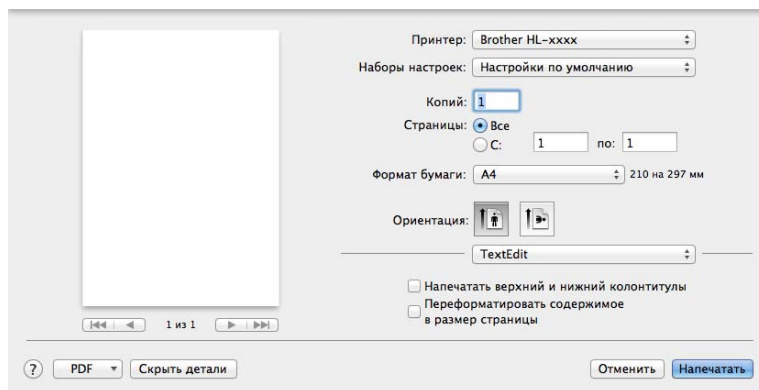 Принтер: Brother HL-xxxx
Наборы настроек: Настройки по умолчанию
Копий: 1
Страницы: Все
С: 1 по: 1
Формат бумаги: A4 210 на 297 мм
Ориентация:
TextEdit
Напечатать верхний и нижний колонтитулы
Переформатировать содержимое
в размер страницы
1 из 1
? PDF Скрыть детали Отменить Напечатать